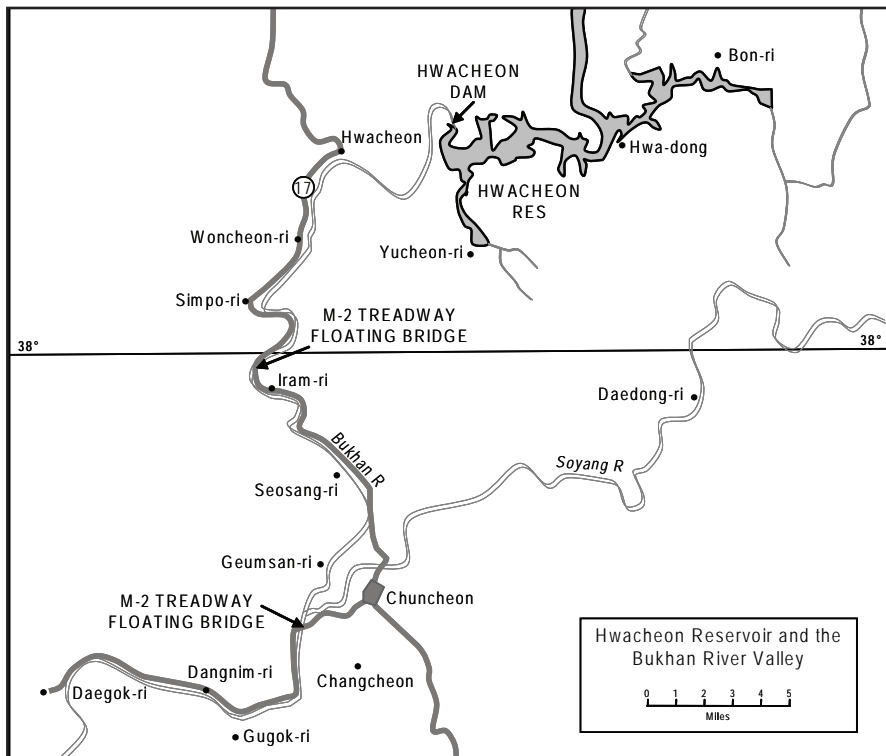 Bon-ri
HWACHEON
DAM
Hwacheon
Hwa-dong
17
HWACHEON
RES
Woncheon-ri
Yucheon-ri
Simpo-ri
M-2 TREADWAY
FLOATING BRIDGE
38°
38°
Iram-ri
Daedong-ri
Bukhan R
Soyang R
Seosang-ri
Geumsan-ri
M-2 TREADWAY
FLOATING BRIDGE
Chuncheon
Hwacheon Reservoir and the
Bukhan River Valley
0 1 2 3 4 5
Miles
Dangnim-ri
Changcheon
Daegok-ri
Gugok-ri